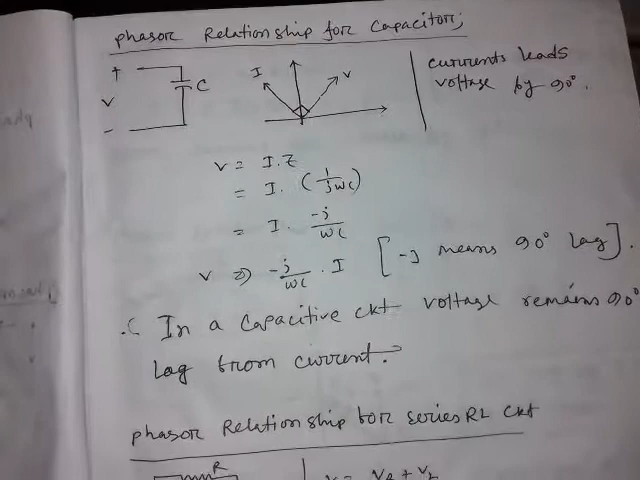 phasor Relationship for Capacitor;
+
V
-
C
I
V
currents leads
voltage by 90°.
V = I.Z
= I. (1/jwc)
= I. -j/wc
V ⇒ -j/wc . I [-j means 90° lag].
∴ In a capacitive ckt voltage remains 90°
lag from current.
phasor Relationship for series RL ckt
R
V = VR + VL